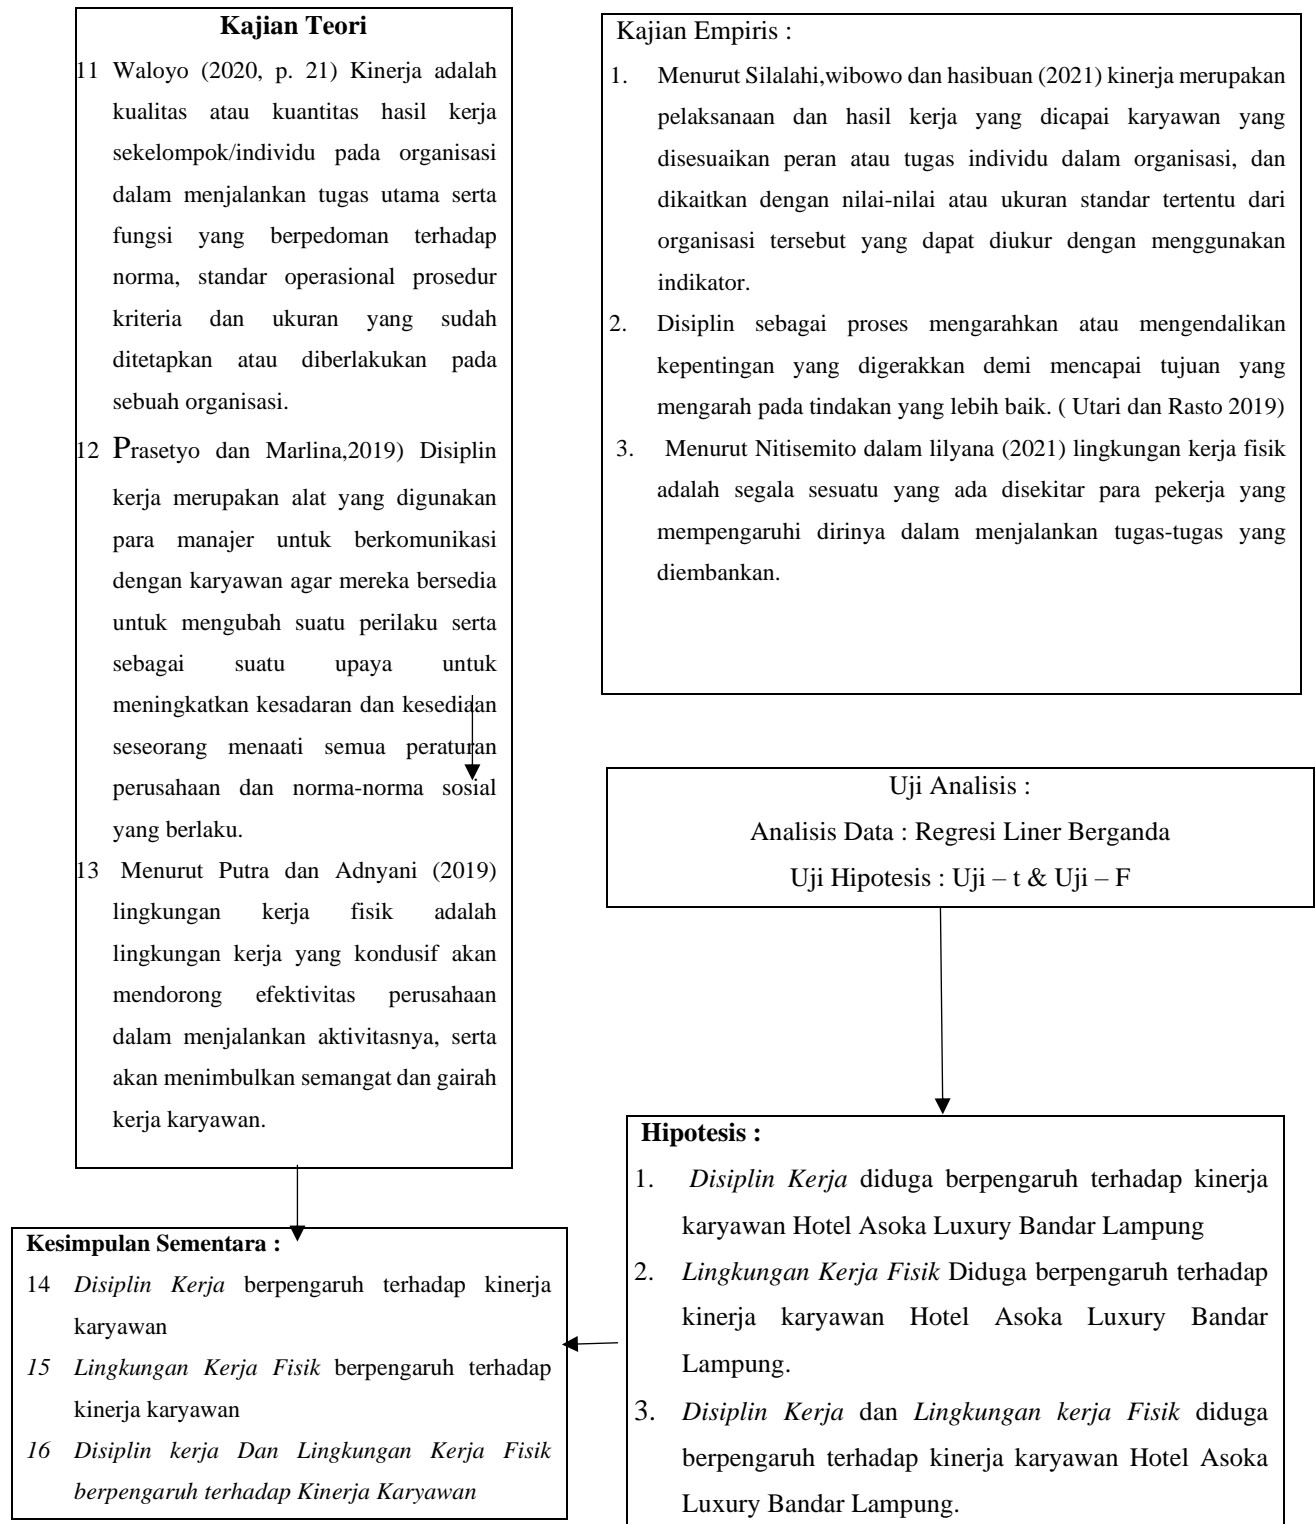 Kajian Teori
11 Waloyo (2020, p. 21) Kinerja adalah
kualitas atau kuantitas hasil kerja
sekelompok/individu pada organisasi
dalam menjalankan tugas utama serta
fungsi yang berpedoman terhadap
norma, standar operasional prosedur
kriteria dan ukuran yang sudah
ditetapkan atau diberlakukan pada
sebuah organisasi.
12 Prasetyo dan Marlina,2019) Disiplin
kerja merupakan alat yang digunakan
para manajer untuk berkomunikasi
dengan karyawan agar mereka bersedia
untuk mengubah suatu perilaku serta
sebagai suatu upaya untuk
meningkatkan kesadaran dan kesediaan
seseorang menaati semua peraturan
perusahaan dan norma-norma sosial
yang berlaku.
13 Menurut Putra dan Adnyani (2019)
lingkungan kerja fisik adalah
lingkungan kerja yang kondusif akan
mendorong efektivitas perusahaan
dalam menjalankan aktivitasnya, serta
akan menimbulkan semangat dan gairah
kerja karyawan.
Kajian Empiris :
1. Menurut Silalahi,wibowo dan hasibuan (2021) kinerja merupakan
pelaksanaan dan hasil kerja yang dicapai karyawan yang
disesuaikan peran atau tugas individu dalam organisasi, dan
dikaitkan dengan nilai-nilai atau ukuran standar tertentu dari
organisasi tersebut yang dapat diukur dengan menggunakan
indikator.
2. Disiplin sebagai proses mengarahkan atau mengendalikan
kepentingan yang digerakkan demi mencapai tujuan yang
mengarah pada tindakan yang lebih baik. ( Utari dan Rasto 2019)
3. Menurut Nitisemito dalam lilyana (2021) lingkungan kerja fisik
adalah segala sesuatu yang ada disekitar para pekerja yang
mempengaruhi dirinya dalam menjalankan tugas-tugas yang
diembankan.
Uji Analisis :
Analisis Data : Regresi Liner Berganda
Uji Hipotesis : Uji – t & Uji – F
Hipotesis :
1. Disiplin Kerja diduga berpengaruh terhadap kinerja
karyawan Hotel Asoka Luxury Bandar Lampung
2. Lingkungan Kerja Fisik Diduga berpengaruh terhadap
kinerja karyawan Hotel Asoka Luxury Bandar
Lampung.
3. Disiplin Kerja dan Lingkungan kerja Fisik diduga
berpengaruh terhadap kinerja karyawan Hotel Asoka
Luxury Bandar Lampung.
Kesimpulan Sementara :
14 Disiplin Kerja berpengaruh terhadap kinerja
karyawan
15 Lingkungan Kerja Fisik berpengaruh terhadap
kinerja karyawan
16 Disiplin kerja Dan Lingkungan Kerja Fisik
berpengaruh terhadap Kinerja Karyawan